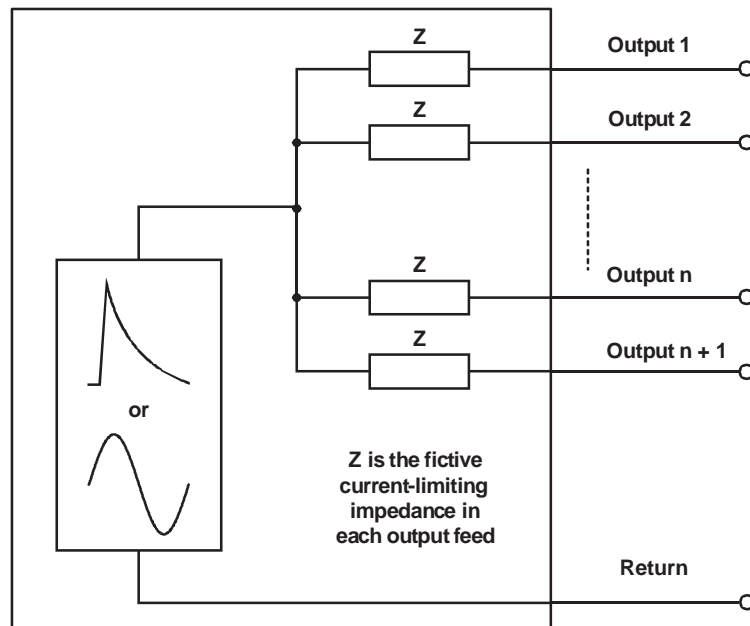 Z
Output 1
Z
Output 2
Z
Output n
Z
Output n + 1
or
Z is the fictive
current-limiting
impedance in
each output feed
Return